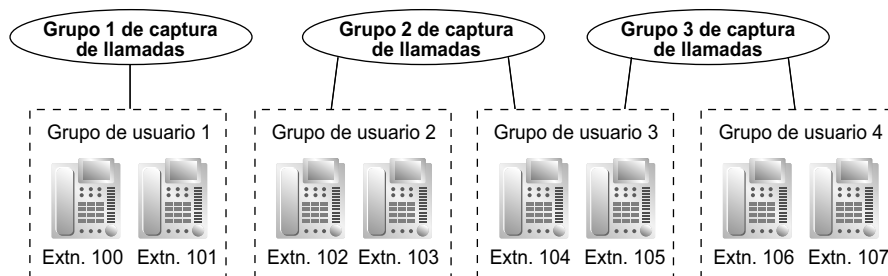 Grupo 1 de captura
de llamadas
Grupo 2 de captura
de llamadas
Grupo 3 de captura
de llamadas
Grupo de usuario 1
Grupo de usuario 2
Grupo de usuario 3
Grupo de usuario 4
Extn. 100 Extn. 101
Extn. 102 Extn. 103
Extn. 104 Extn. 105
Extn. 106 Extn. 107